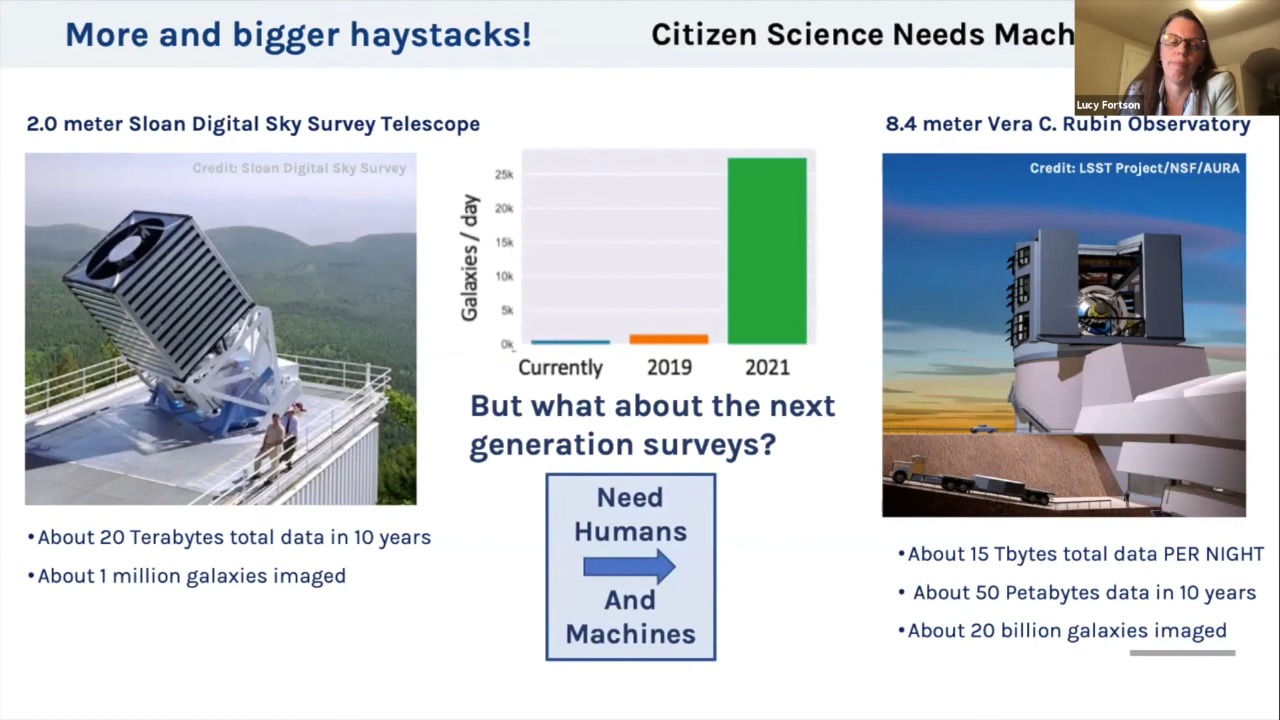 More and bigger haystacks!
Citizen Science Needs Mach
Lucy Fortson
2.0 meter Sloan Digital Sky Survey Telescope
Credit: Sloan Digital Sky Survey
Galaxies / day
25k
20k
15k
10k
5k
0k
Currently 2019 2021
But what about the next
generation surveys?
Need
Humans
And
Machines
•About 20 Terabytes total data in 10 years
•About 1 million galaxies imaged
8.4 meter Vera C. Rubin Observatory
Credit: LSST Project/NSF/AURA
•About 15 Tbytes total data PER NIGHT
• About 50 Petabytes data in 10 years
•About 20 billion galaxies imaged